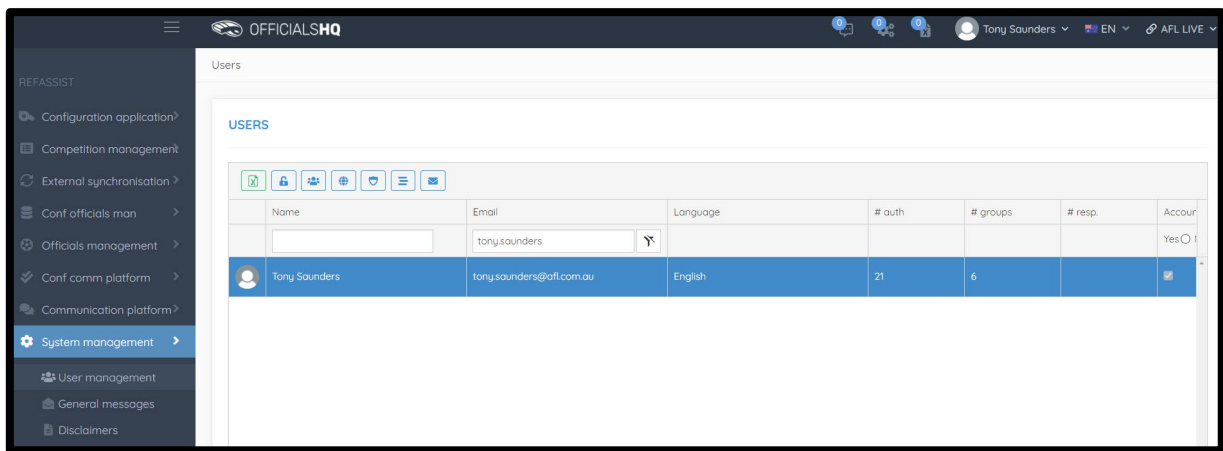 OFFICIALSHQ
0 0 0 Tony Saunders EN AFL LIVE
Users
REFASSIST
Configuration application
Competition management
External synchronisation
Conf officials man
Officials management
Conf comm platform
Communication platform
System management
User management
General messages
Disclaimers
USERS
Name Email Language # auth # groups # resp. Accoun
tony.saunders Yes
Tony Saunders tony.saunders@afl.com.au English 21 6